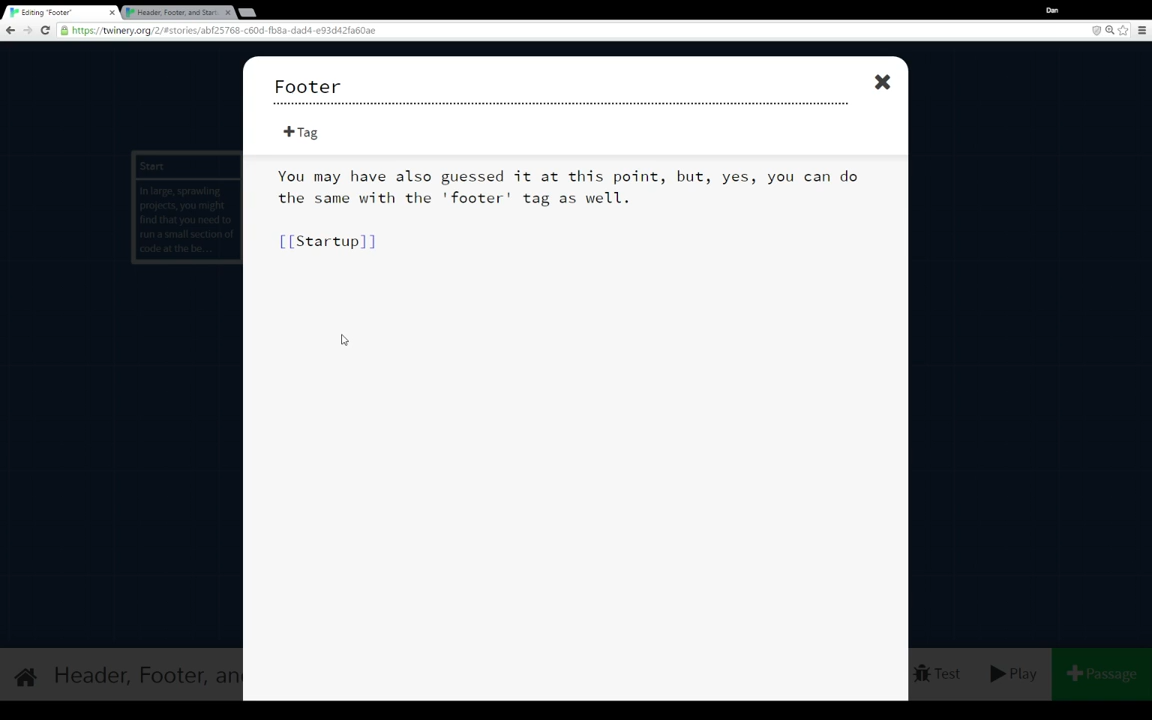 Editing "Footer"
Header, Footer, and Start
Dan
https://twinery.org/2/#stories/abf25768-c60d-fb8a-dad4-e93d42fa60ae
Footer
Tag
You may have also guessed it at this point, but, yes, you can do
the same with the 'footer' tag as well.
[[Startup]]
Start
In large, sprawling
projects, you might
find that you need to
run a small section of
code at the be...
Header, Footer, an
Test
Play
Passage